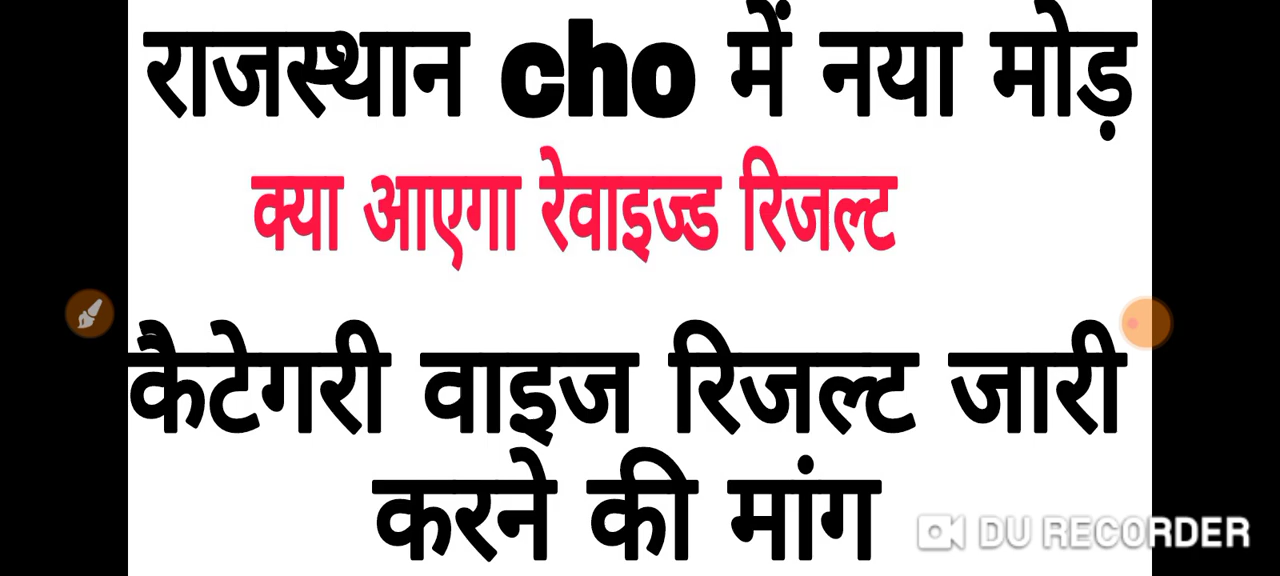 राजस्थान cho में नया मोड़
क्या आएगा रेवाइज्ड रिजल्ट
कैटेगरी वाइज रिजल्ट जारी
करने की मांग
DU RECORDER